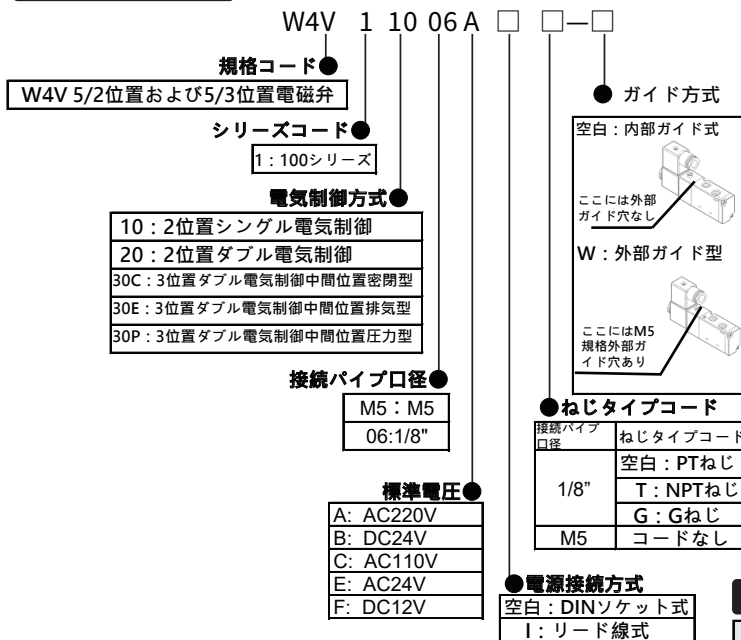 W4V 1 10 06 A □ □—□
規格コード●
W4V 5/2位置および5/3位置電磁弁
シリーズコード●
1：100シリーズ
電気制御方式●
10：2位置シングル電気制御
20：2位置ダブル電気制御
30C：3位置ダブル電気制御中間位置密閉型
30E：3位置ダブル電気制御中間位置排気型
30P：3位置ダブル電気制御中間位置圧力型
接続パイプ口径●
M5：M5
06:1/8"
標準電圧●
A: AC220V
B: DC24V
C: AC110V
E: AC24V
F: DC12V
●電源接続方式
空白：DINソケット式
I：リード線式
●ねじタイプコード
接続パイプ
口径
ねじタイプコード
1/8”
空白：PTねじ
T：NPTねじ
G：Gねじ
M5 コードなし
● ガイド方式
空白：内部ガイド式
ここには外部
ガイド穴なし
W：外部ガイド型
ここにはM5
規格外部ガ
イド穴あり